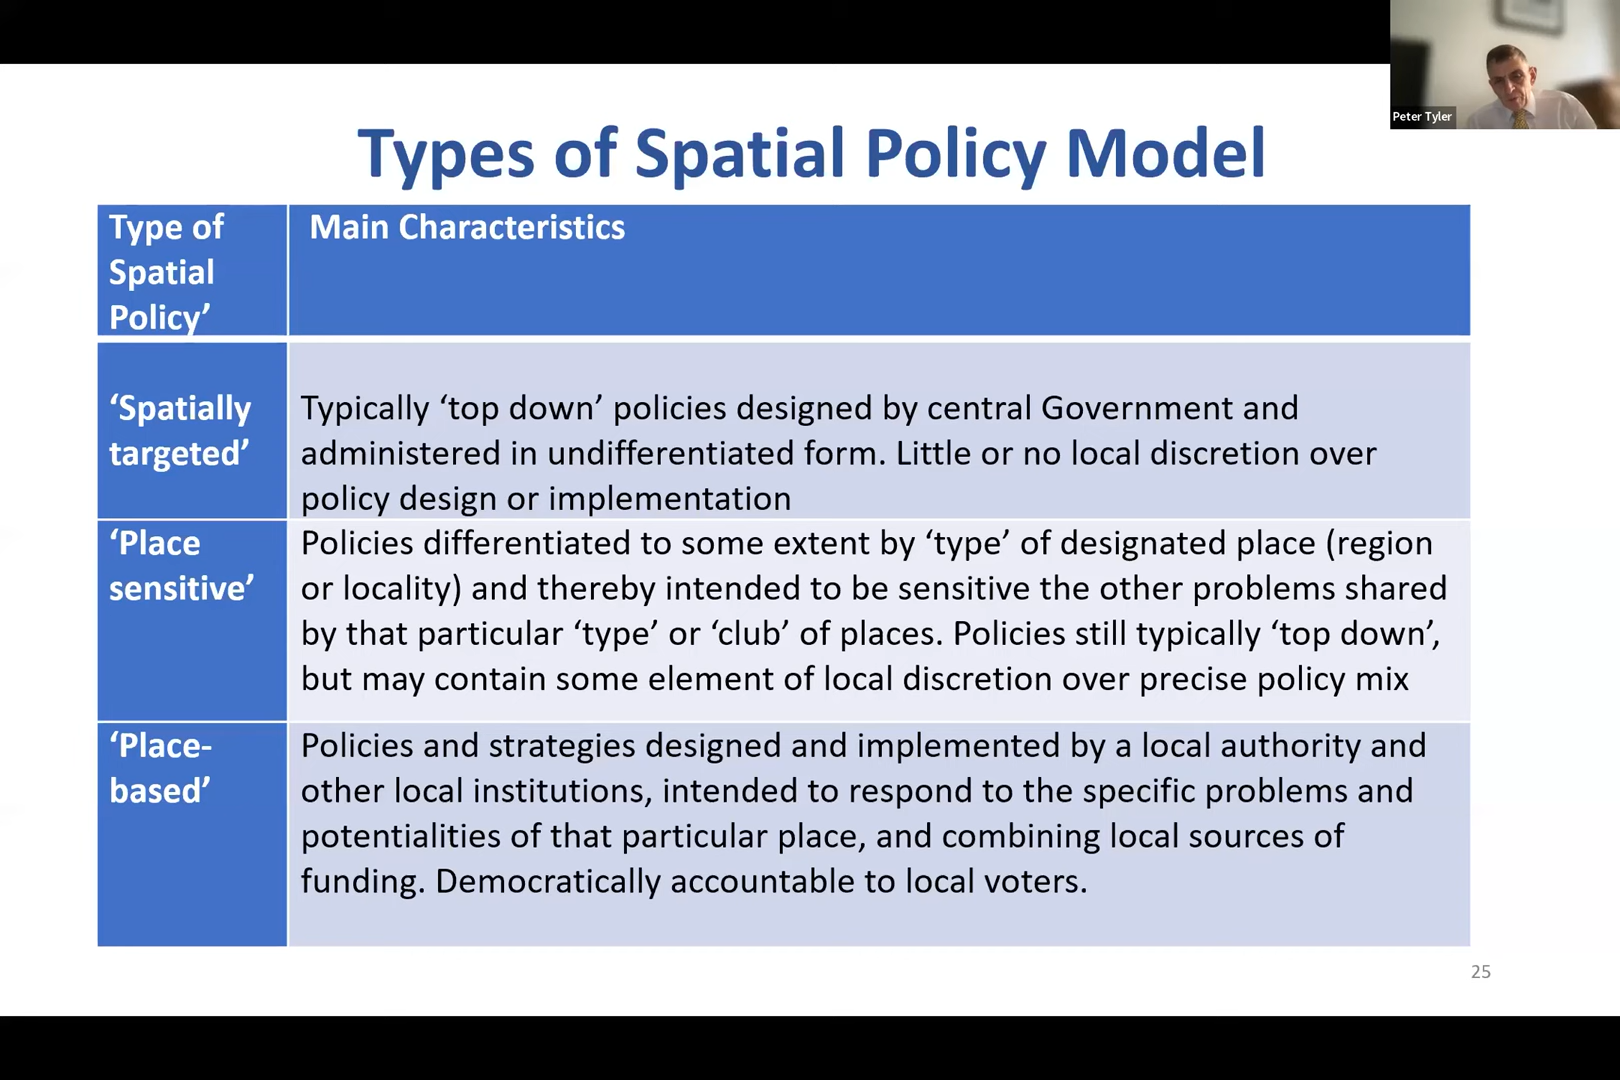 Peter Tyler
Types of Spatial Policy Model
Type of
Spatial
Policy’
Main Characteristics
‘Spatially
targeted’
Typically ‘top down’ policies designed by central Government and
administered in undifferentiated form. Little or no local discretion over
policy design or implementation
‘Place
sensitive’
Policies differentiated to some extent by ‘type’ of designated place (region
or locality) and thereby intended to be sensitive the other problems shared
by that particular ‘type’ or ‘club’ of places. Policies still typically ‘top down’,
but may contain some element of local discretion over precise policy mix
‘Place-
based’
Policies and strategies designed and implemented by a local authority and
other local institutions, intended to respond to the specific problems and
potentialities of that particular place, and combining local sources of
funding. Democratically accountable to local voters.
25